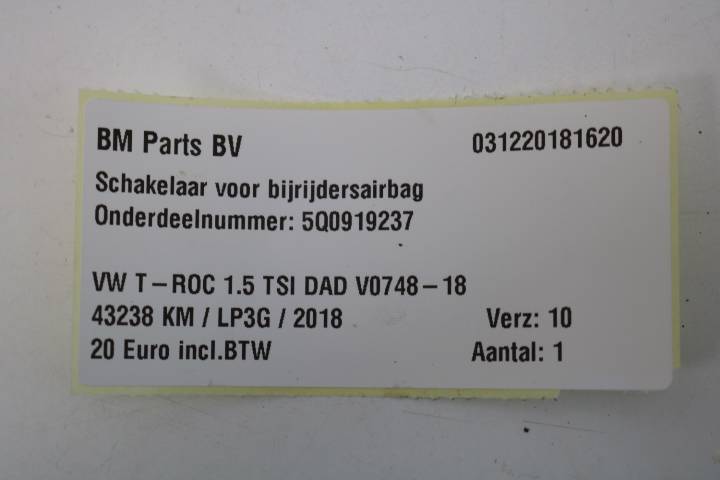 BM Parts BV 031220181620
Schakelaar voor bijrijdersairbag
Onderdeelnummer: 5Q0919237
VW T-ROC 1.5 TSI DAD V0748-18
43238 KM / LP3G / 2018 Verz: 10
20 Euro incl.BTW Aantal: 1